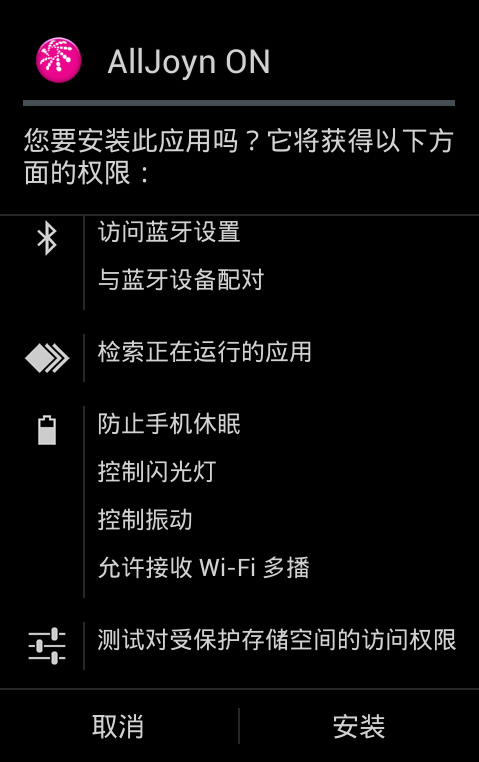 AllJoyn ON
您要安装此应用吗？它将获得以下方
面的权限：
访问蓝牙设置
与蓝牙设备配对
检索正在运行的应用
防止手机休眠
控制闪光灯
控制振动
允许接收 Wi-Fi 多播
测试对受保护存储空间的访问权限
取消
安装